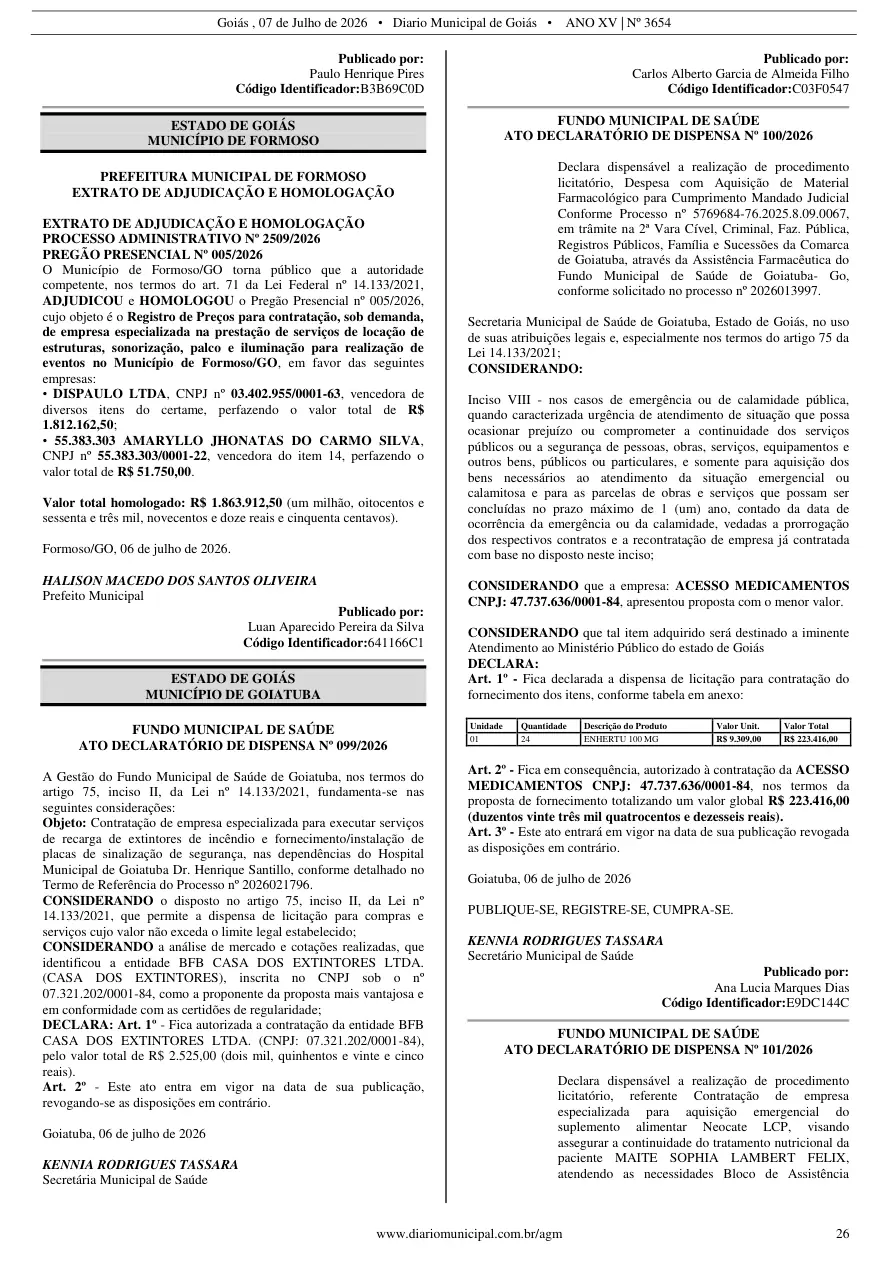 Goiás , 07 de Julho de 2026 • Diario Municipal de Goiás • ANO XV | Nº 3654
Publicado por:
Paulo Henrique Pires
Código Identificador:B3B69C0D
ESTADO DE GOIÁS
MUNICÍPIO DE FORMOSO
PREFEITURA MUNICIPAL DE FORMOSO
EXTRATO DE ADJUDICAÇÃO E HOMOLOGAÇÃO
EXTRATO DE ADJUDICAÇÃO E HOMOLOGAÇÃO
PROCESSO ADMINISTRATIVO Nº 2509/2026
PREGÃO PRESENCIAL Nº 005/2026
O Município de Formoso/GO torna público que a autoridade
competente, nos termos do art. 71 da Lei Federal nº 14.133/2021,
ADJUDICOU e HOMOLOGOU o Pregão Presencial nº 005/2026,
cujo objeto é o Registro de Preços para contratação, sob demanda,
de empresa especializada na prestação de serviços de locação de
estruturas, sonorização, palco e iluminação para realização de
eventos no Município de Formoso/GO, em favor das seguintes
empresas:
• DISPAULO LTDA, CNPJ nº 03.402.955/0001-63, vencedora de
diversos itens do certame, perfazendo o valor total de R$
1.812.162,50;
• 55.383.303 AMARYLLO JHONATAS DO CARMO SILVA,
CNPJ nº 55.383.303/0001-22, vencedora do item 14, perfazendo o
valor total de R$ 51.750,00.
Valor total homologado: R$ 1.863.912,50 (um milhão, oitocentos e
sessenta e três mil, novecentos e doze reais e cinquenta centavos).
Formoso/GO, 06 de julho de 2026.
HALISON MACEDO DOS SANTOS OLIVEIRA
Prefeito Municipal
Publicado por:
Luan Aparecido Pereira da Silva
Código Identificador:641166C1
ESTADO DE GOIÁS
MUNICÍPIO DE GOIATUBA
FUNDO MUNICIPAL DE SAÚDE
ATO DECLARATÓRIO DE DISPENSA Nº 099/2026
A Gestão do Fundo Municipal de Saúde de Goiatuba, nos termos do
artigo 75, inciso II, da Lei nº 14.133/2021, fundamenta-se nas
seguintes considerações:
Objeto: Contratação de empresa especializada para executar serviços
de recarga de extintores de incêndio e fornecimento/instalação de
placas de sinalização de segurança, nas dependências do Hospital
Municipal de Goiatuba Dr. Henrique Santillo, conforme detalhado no
Termo de Referência do Processo nº 2026021796.
CONSIDERANDO o disposto no artigo 75, inciso II, da Lei nº
14.133/2021, que permite a dispensa de licitação para compras e
serviços cujo valor não exceda o limite legal estabelecido;
CONSIDERANDO a análise de mercado e cotações realizadas, que
identificou a entidade BFB CASA DOS EXTINTORES LTDA.
(CASA DOS EXTINTORES), inscrita no CNPJ sob o nº
07.321.202/0001-84, como a proponente da proposta mais vantajosa e
em conformidade com as certidões de regularidade;
DECLARA: Art. 1º - Fica autorizada a contratação da entidade BFB
CASA DOS EXTINTORES LTDA. (CNPJ: 07.321.202/0001-84),
pelo valor total de R$ 2.525,00 (dois mil, quinhentos e vinte e cinco
reais).
Art. 2º - Este ato entra em vigor na data de sua publicação,
revogando-se as disposições em contrário.
Goiatuba, 06 de julho de 2026
KENNIA RODRIGUES TASSARA
Secretária Municipal de Saúde
Publicado por:
Carlos Alberto Garcia de Almeida Filho
Código Identificador:C03F0547
FUNDO MUNICIPAL DE SAÚDE
ATO DECLARATÓRIO DE DISPENSA Nº 100/2026
Declara dispensável a realização de procedimento
licitatório, Despesa com Aquisição de Material
Farmacológico para Cumprimento Mandado Judicial
Conforme Processo nº 5769684-76.2025.8.09.0067,
em trâmite na 2ª Vara Cível, Criminal, Faz. Pública,
Registros Públicos, Família e Sucessões da Comarca
de Goiatuba, através da Assistência Farmacêutica do
Fundo Municipal de Saúde de Goiatuba- Go,
conforme solicitado no processo nº 2026013997.
Secretaria Municipal de Saúde de Goiatuba, Estado de Goiás, no uso
de suas atribuições legais e, especialmente nos termos do artigo 75 da
Lei 14.133/2021;
CONSIDERANDO:
Inciso VIII - nos casos de emergência ou de calamidade pública,
quando caracterizada urgência de atendimento de situação que possa
ocasionar prejuízo ou comprometer a continuidade dos serviços
públicos ou a segurança de pessoas, obras, serviços, equipamentos e
outros bens, públicos ou particulares, e somente para aquisição dos
bens necessários ao atendimento da situação emergencial ou
calamitosa e para as parcelas de obras e serviços que possam ser
concluídas no prazo máximo de 1 (um) ano, contado da data de
ocorrência da emergência ou da calamidade, vedadas a prorrogação
dos respectivos contratos e a recontratação de empresa já contratada
com base no disposto neste inciso;
CONSIDERANDO que a empresa: ACESSO MEDICAMENTOS
CNPJ: 47.737.636/0001-84, apresentou proposta com o menor valor.
CONSIDERANDO que tal item adquirido será destinado a iminente
Atendimento ao Ministério Público do estado de Goiás
DECLARA:
Art. 1º - Fica declarada a dispensa de licitação para contratação do
fornecimento dos itens, conforme tabela em anexo:
Unidade Quantidade Descrição do Produto Valor Unit. Valor Total
01 24 ENHERTU 100 MG R$ 9.309,00 R$ 223.416,00
Art. 2º - Fica em consequência, autorizado à contratação da ACESSO
MEDICAMENTOS CNPJ: 47.737.636/0001-84, nos termos da
proposta de fornecimento totalizando um valor global R$ 223.416,00
(duzentos vinte três mil quatrocentos e dezesseis reais).
Art. 3º - Este ato entrará em vigor na data de sua publicação revogada
as disposições em contrário.
Goiatuba, 06 de julho de 2026
PUBLIQUE-SE, REGISTRE-SE, CUMPRA-SE.
KENNIA RODRIGUES TASSARA
Secretário Municipal de Saúde
Publicado por:
Ana Lucia Marques Dias
Código Identificador:E9DC144C
FUNDO MUNICIPAL DE SAÚDE
ATO DECLARATÓRIO DE DISPENSA Nº 101/2026
Declara dispensável a realização de procedimento
licitatório, referente Contratação de empresa
especializada para aquisição emergencial do
suplemento alimentar Neocate LCP, visando
assegurar a continuidade do tratamento nutricional da
paciente MAITE SOPHIA LAMBERT FELIX,
atendendo as necessidades Bloco de Assistência
www.diariomunicipal.com.br/agm 26